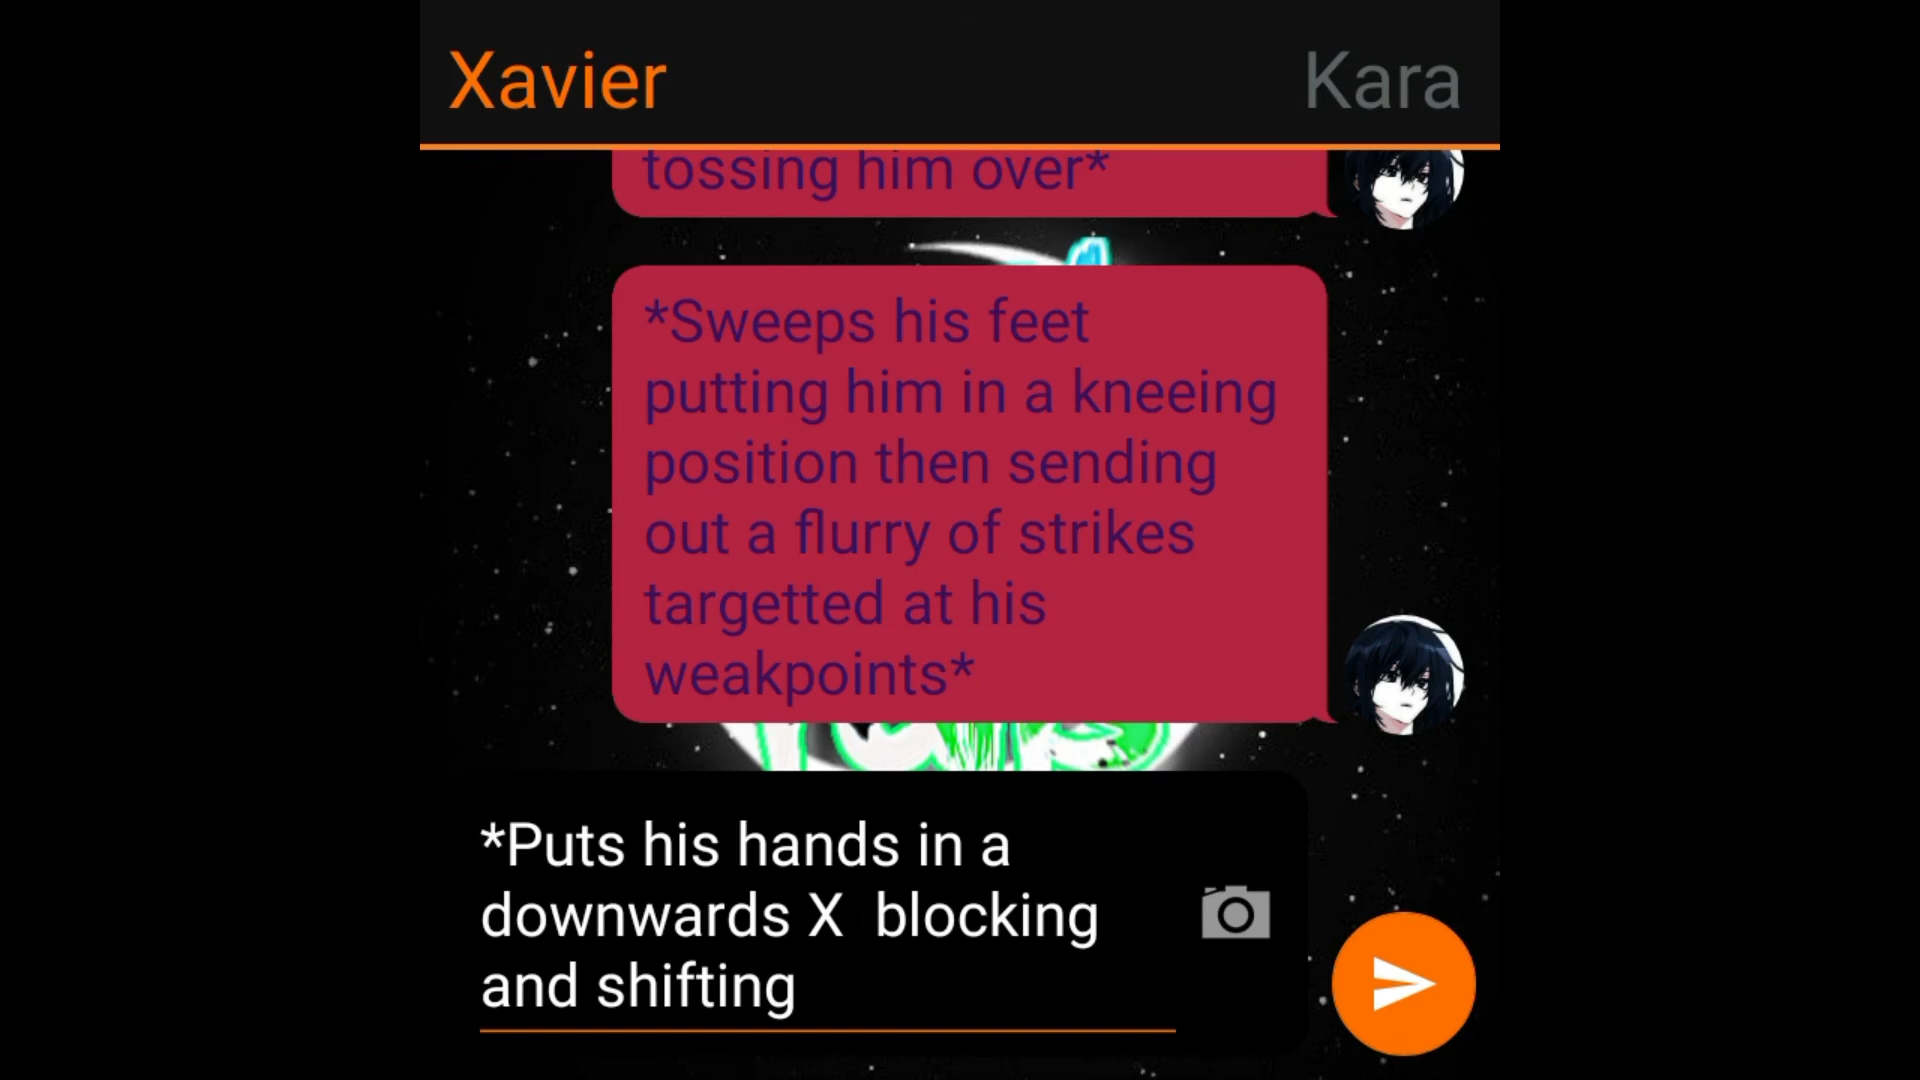 Xavier Kara
tossing him over*
*Sweeps his feet
putting him in a kneeing
position then sending
out a flurry of strikes
targetted at his
weakpoints*
*Puts his hands in a
downwards X  blocking
and shifting